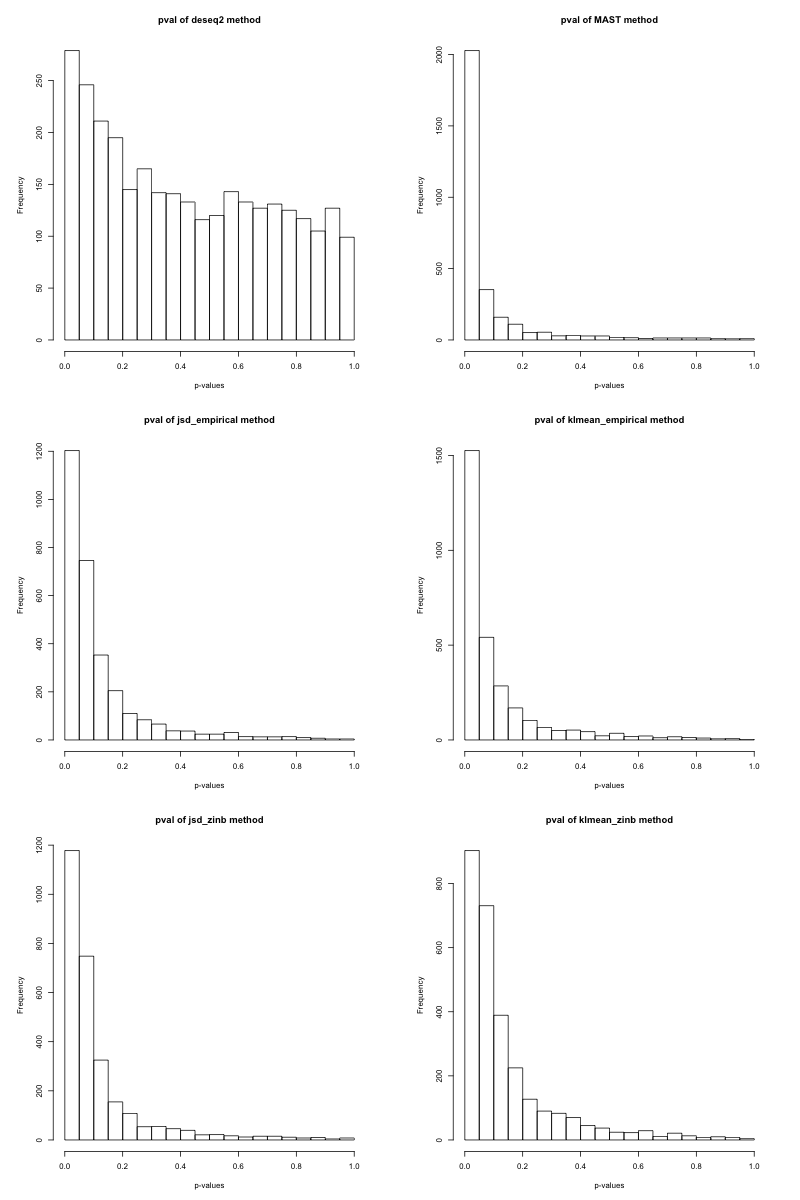 pval of deseq2 method
Frequency
250
200
150
100
50
0
0.0 0.2 0.4 0.6 0.8 1.0
p-values
pval of MAST method
Frequency
2000
1500
1000
500
0
0.0 0.2 0.4 0.6 0.8 1.0
p-values
pval of jsd_empirical method
Frequency
1200
1000
800
600
400
200
0
0.0 0.2 0.4 0.6 0.8 1.0
p-values
pval of klmean_empirical method
Frequency
1500
1000
500
0
0.0 0.2 0.4 0.6 0.8 1.0
p-values
pval of jsd_zinb method
Frequency
1200
1000
800
600
400
200
0
0.0 0.2 0.4 0.6 0.8 1.0
p-values
pval of klmean_zinb method
Frequency
800
600
400
200
0
0.0 0.2 0.4 0.6 0.8 1.0
p-values